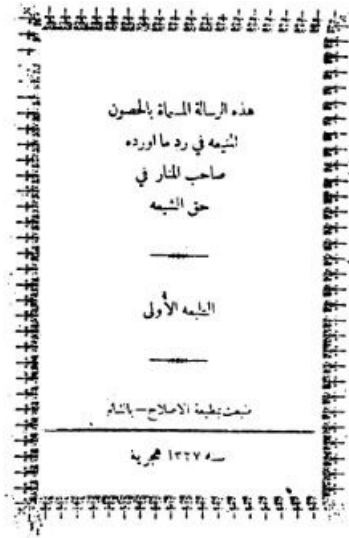 هذه الرسالة المسماة بالحصون
المنيعه في رد ما اورده
صاحب المنار في
حق الشيعه
الطبعه الأولى
طبعت بمطبعة الاصلاح – بالشام
سنه ١٣٢٧ هجرية